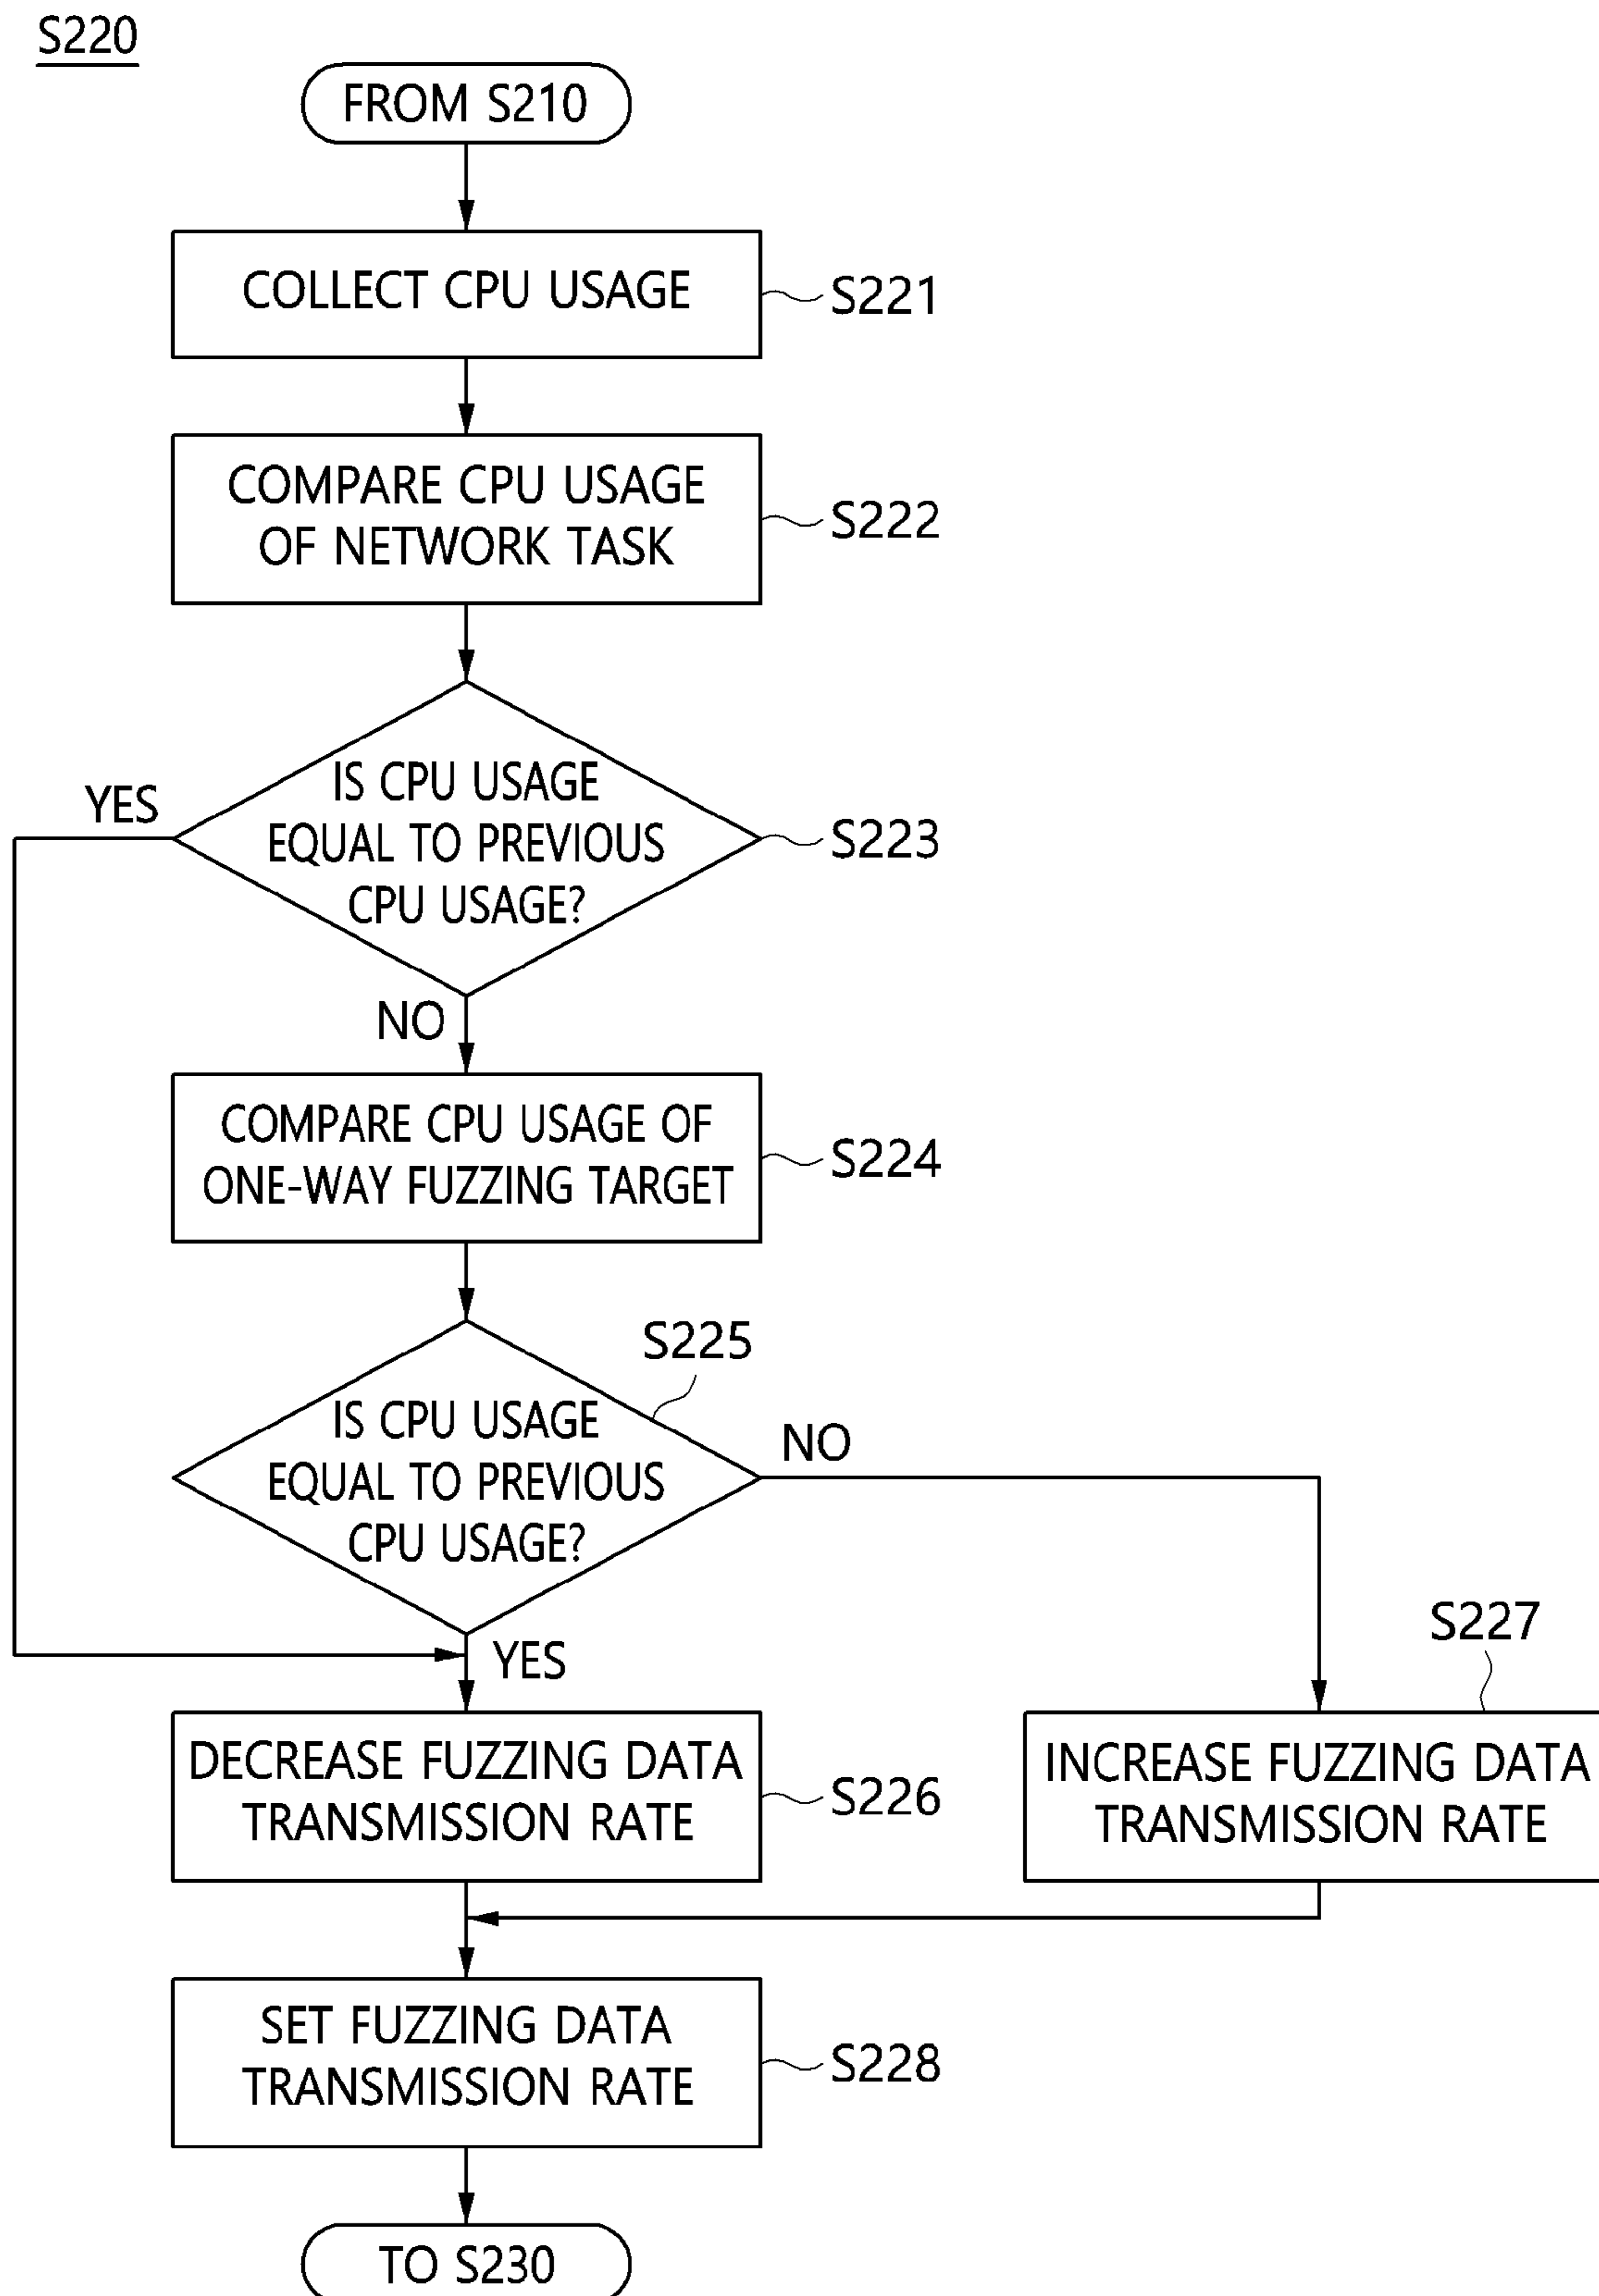 S220
FROM S210
COLLECT CPU USAGE
S221
COMPARE CPU USAGE
OF NETWORK TASK
S222
IS CPU USAGE
EQUAL TO PREVIOUS
CPU USAGE?
YES
S223
NO
COMPARE CPU USAGE OF
ONE-WAY FUZZING TARGET
S224
S225
IS CPU USAGE
EQUAL TO PREVIOUS
CPU USAGE?
NO
YES
S227
DECREASE FUZZING DATA
TRANSMISSION RATE
S226
INCREASE FUZZING DATA
TRANSMISSION RATE
SET FUZZING DATA
TRANSMISSION RATE
S228
TO S230